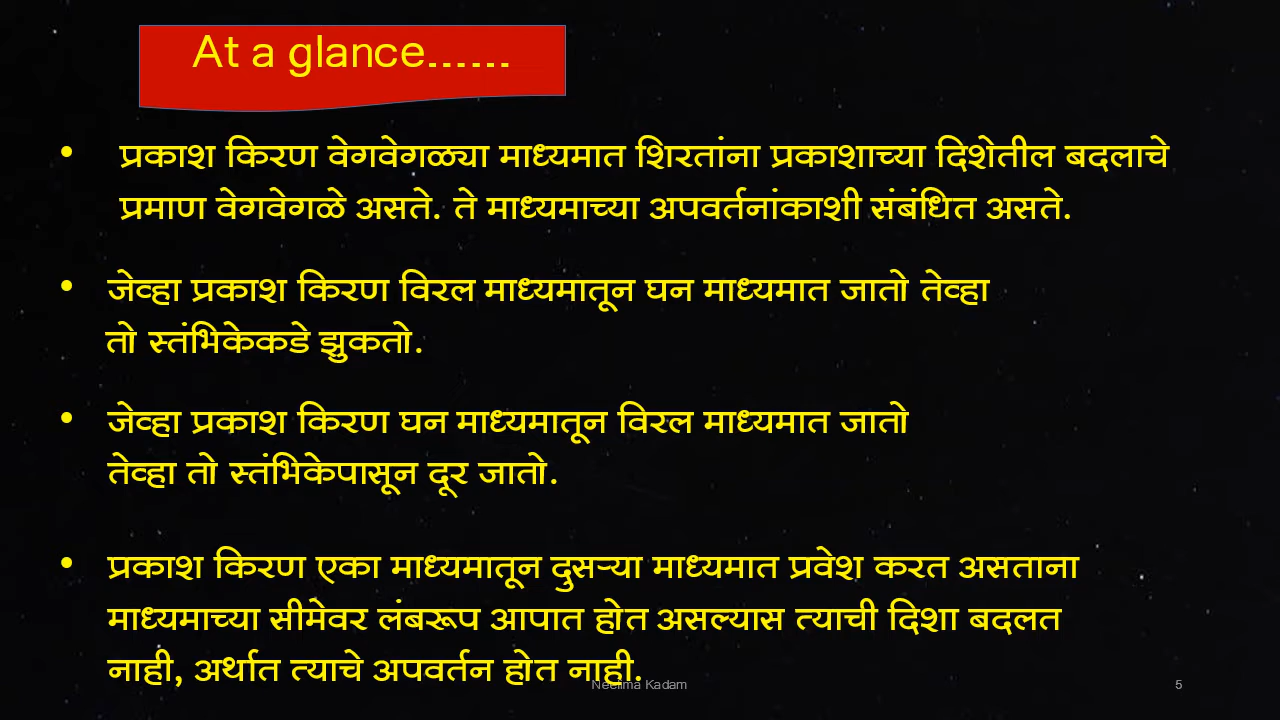 At a glance......
• प्रकाश किरण वेगवेगळ्या माध्यमात शिरतांना प्रकाशाच्या दिशेतील बदलाचे
प्रमाण वेगवेगळे असते. ते माध्यमाच्या अपवर्तनांकाशी संबंधित असते.
• जेव्हा प्रकाश किरण विरल माध्यमातून घन माध्यमात जातो तेव्हा
तो स्तंभिकेकडे झुकतो.
• जेव्हा प्रकाश किरण घन माध्यमातून विरल माध्यमात जातो
तेव्हा तो स्तंभिकेपासून दूर जातो.
• प्रकाश किरण एका माध्यमातून दुसऱ्या माध्यमात प्रवेश करत असताना
माध्यमाच्या सीमेवर लंबरूप आपात होत असल्यास त्याची दिशा बदलत
नाही, अर्थात त्याचे अपवर्तन होत नाही.
Neelima Kadam
5